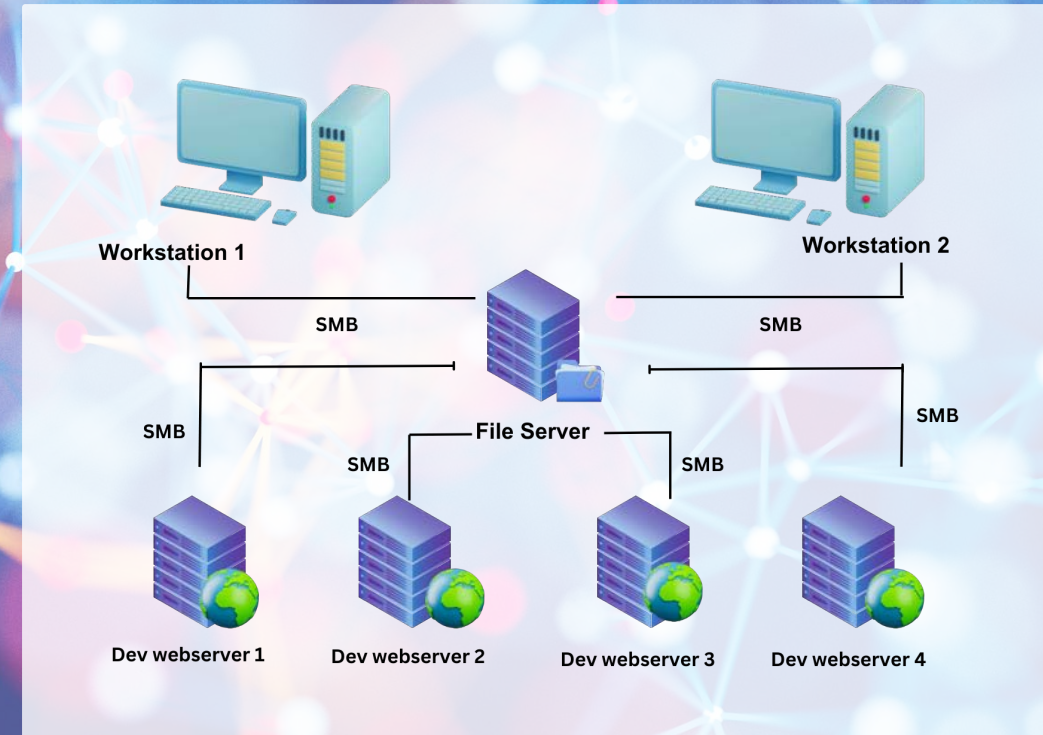 Workstation 1
Workstation 2
SMB
SMB
SMB
SMB
File Server
SMB
SMB
Dev webserver 1
Dev webserver 2
Dev webserver 3
Dev webserver 4